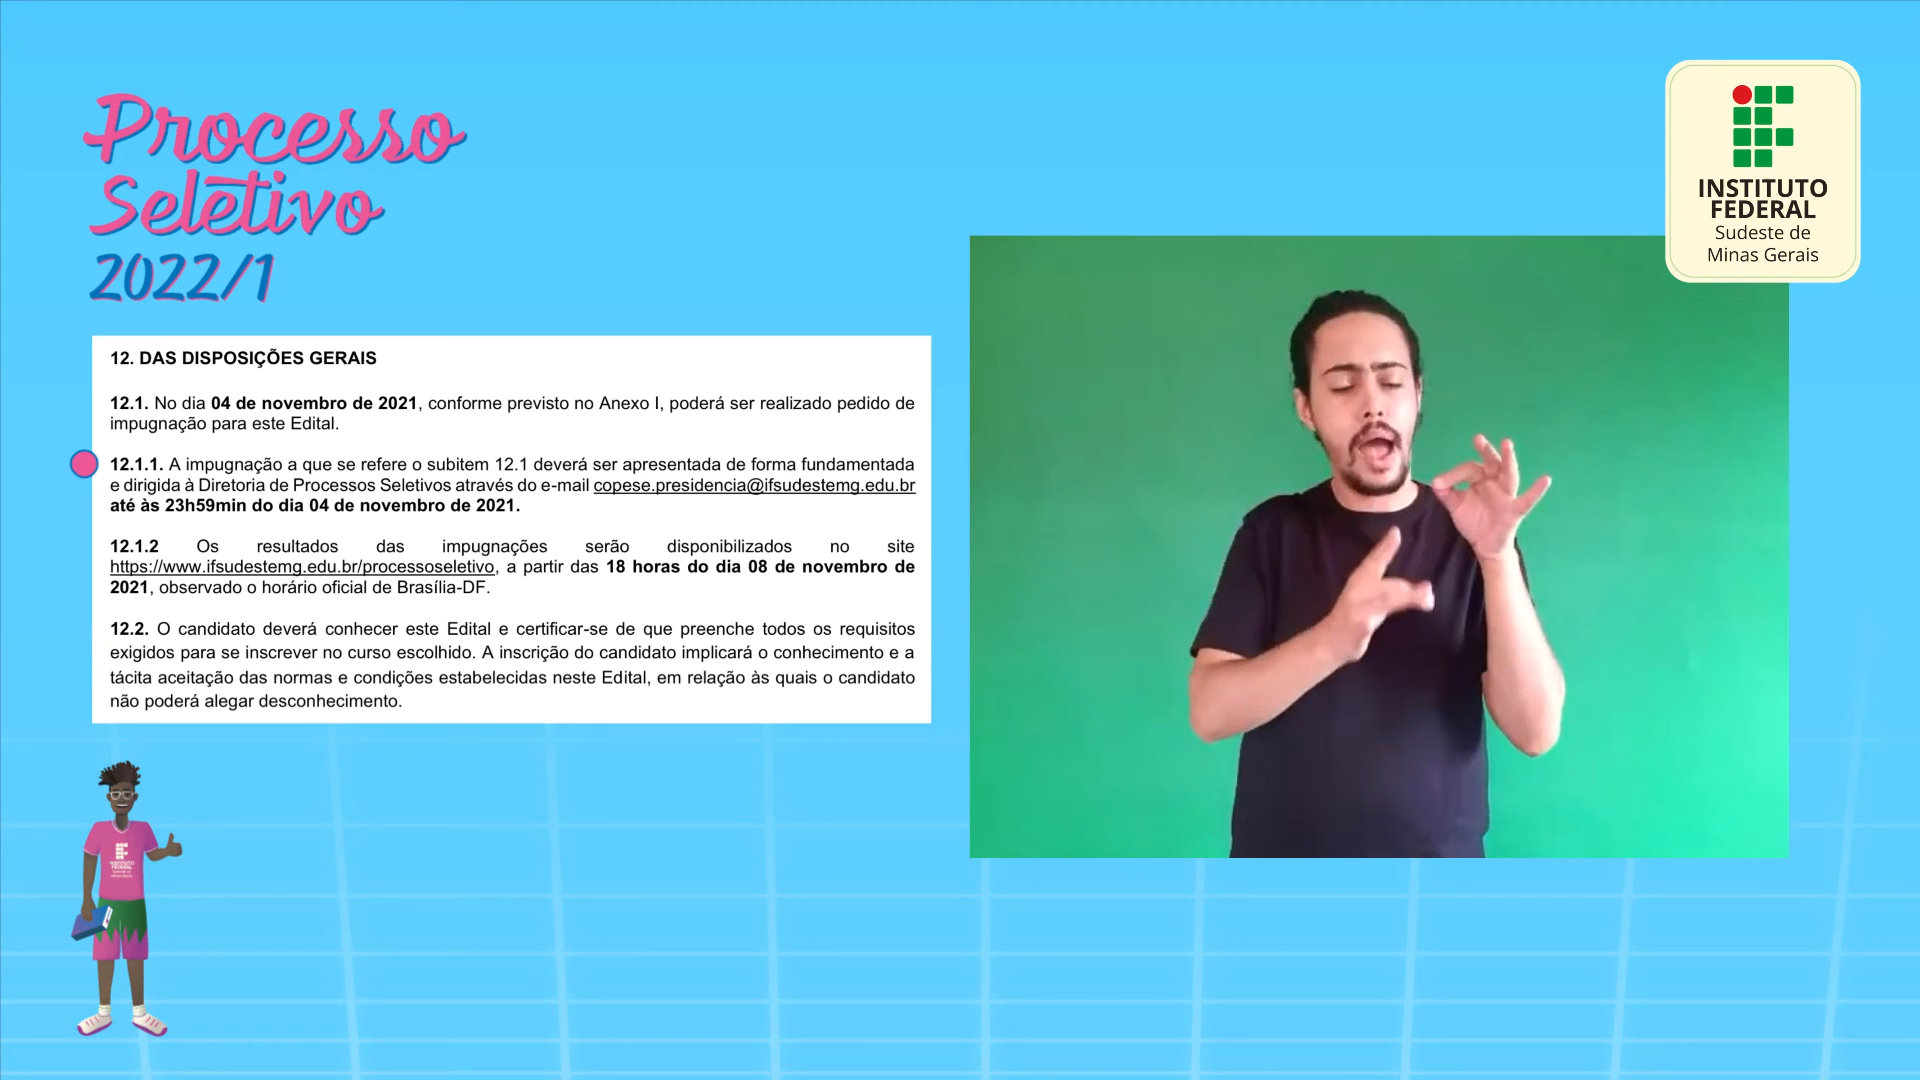 Processo
Seletivo
2022/1
INSTITUTO
FEDERAL
Sudeste de
Minas Gerais
12. DAS DISPOSIÇÕES GERAIS
12.1. No dia 04 de novembro de 2021, conforme previsto no Anexo I, poderá ser realizado pedido de
impugnação para este Edital.
12.1.1. A impugnação a que se refere o subitem 12.1 deverá ser apresentada de forma fundamentada
e dirigida à Diretoria de Processos Seletivos através do e-mail copese.presidencia@ifsudestemg.edu.br
até às 23h59min do dia 04 de novembro de 2021.
12.1.2 Os resultados das impugnações serão disponibilizados no site
https://www.ifsudestemg.edu.br/processoseletivo, a partir das 18 horas do dia 08 de novembro de
2021, observado o horário oficial de Brasília-DF.
12.2. O candidato deverá conhecer este Edital e certificar-se de que preenche todos os requisitos
exigidos para se inscrever no curso escolhido. A inscrição do candidato implicará o conhecimento e a
tácita aceitação das normas e condições estabelecidas neste Edital, em relação às quais o candidato
não poderá alegar desconhecimento.
INSTITUTO
FEDERAL
Sudeste de
Minas Gerais